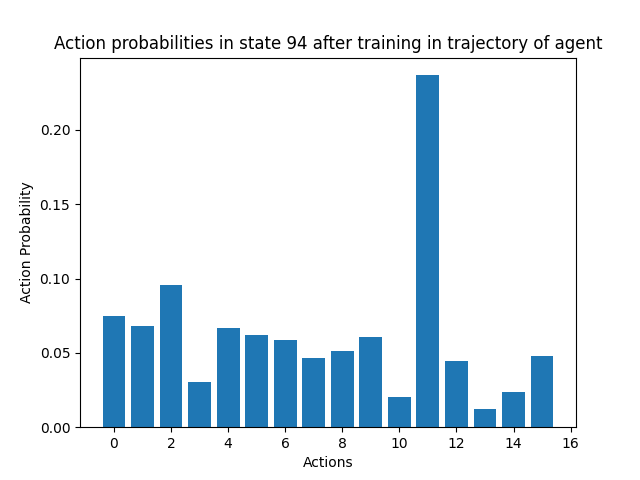 Action probabilities in state 94 after training in trajectory of agent
0.20
0.15
0.10
0.05
0.00
Action Probability
0 2 4 6 8 10 12 14 16
Actions